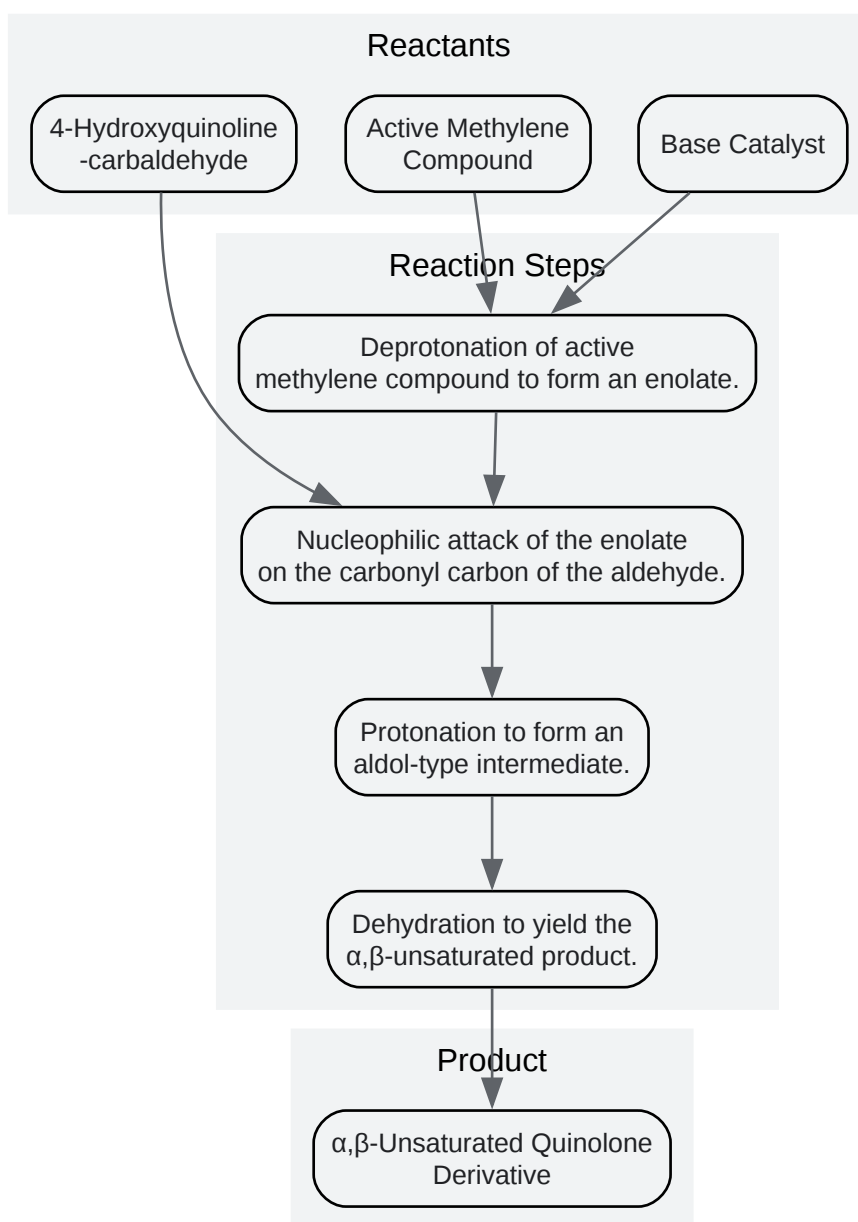 Reactants
4-Hydroxyquinoline
-carbaldehyde
Active Methylene
Compound
Base Catalyst
Reaction Steps
Deprotonation of active
methylene compound to form an enolate.
Nucleophilic attack of the enolate
on the carbonyl carbon of the aldehyde.
Protonation to form an
aldol-type intermediate.
Dehydration to yield the
α,β-unsaturated product.
Product
α,β-Unsaturated Quinolone
Derivative